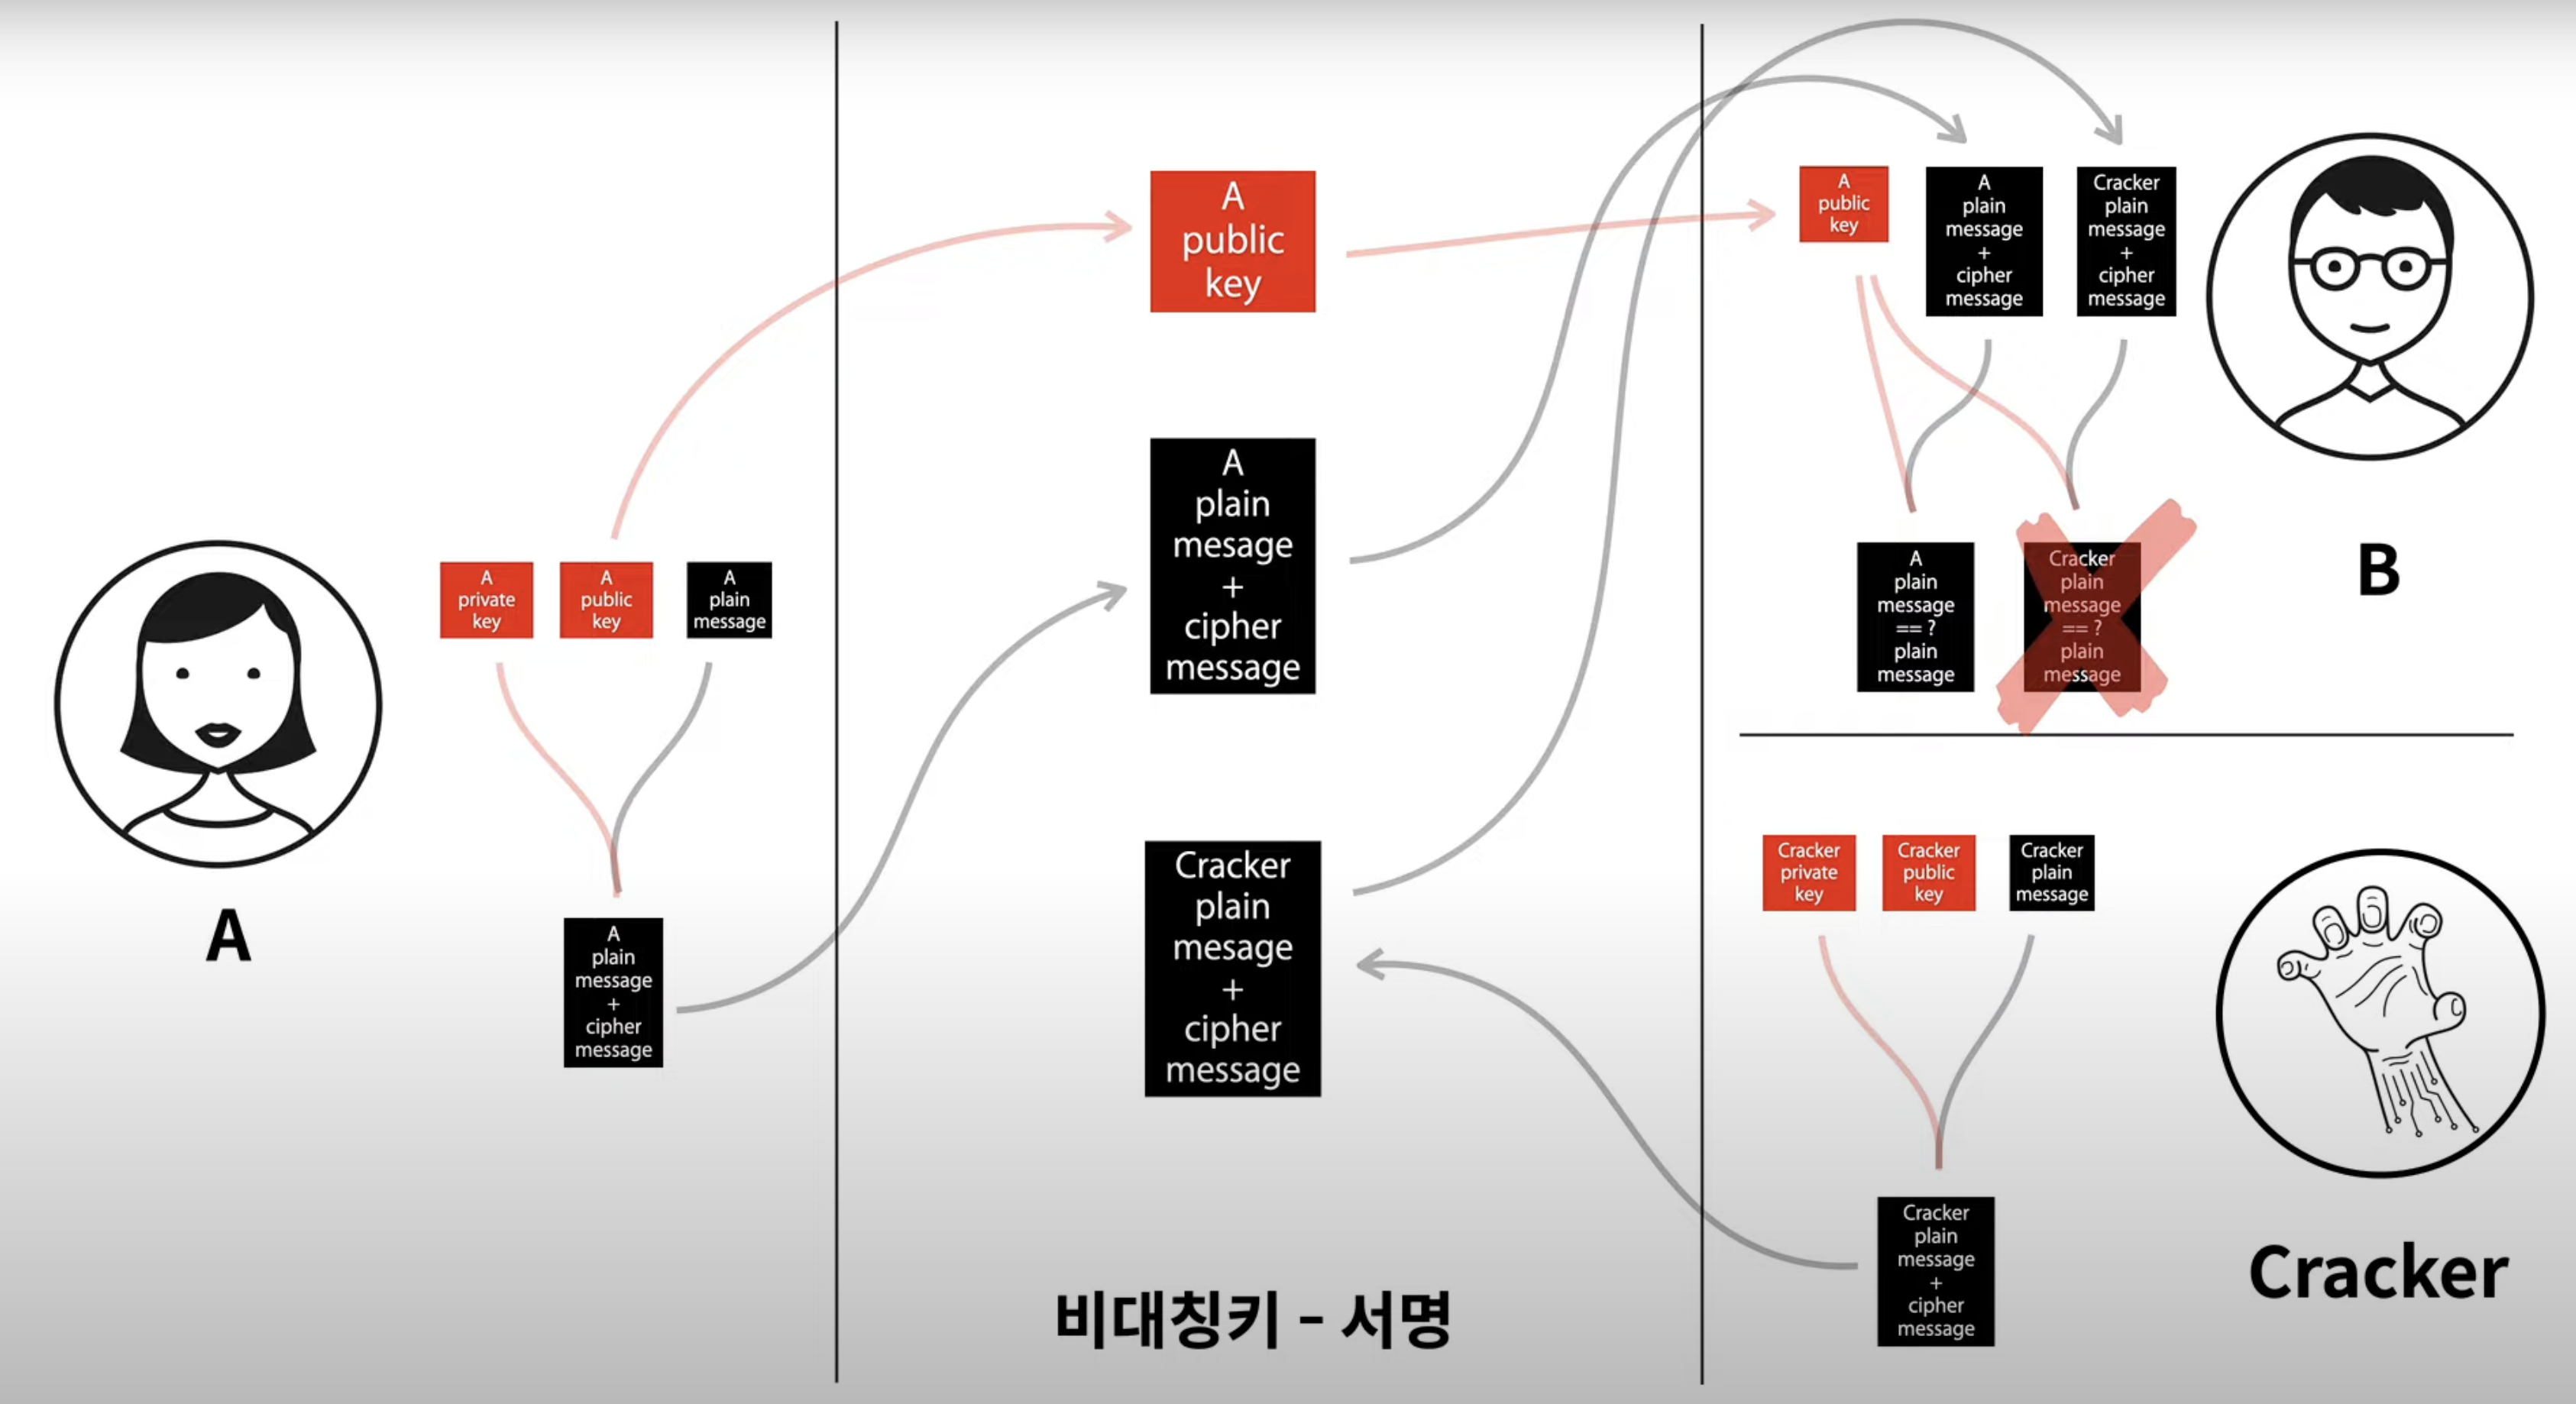 A
private
key
A
public
key
A
plain
message
A
plain
message
+
cipher
message
A
A
public
key
A
plain
mesage
+
cipher
message
Cracker
plain
mesage
+
cipher
message
비대칭키 - 서명
A
public
key
A
plain
message
+
cipher
message
Cracker
plain
message
+
cipher
message
A
plain
message
== ?
plain
message
Cracker
plain
message
== ?
plain
message
B
Cracker
private
key
Cracker
public
key
Cracker
plain
message
Cracker
plain
message
+
cipher
message
Cracker